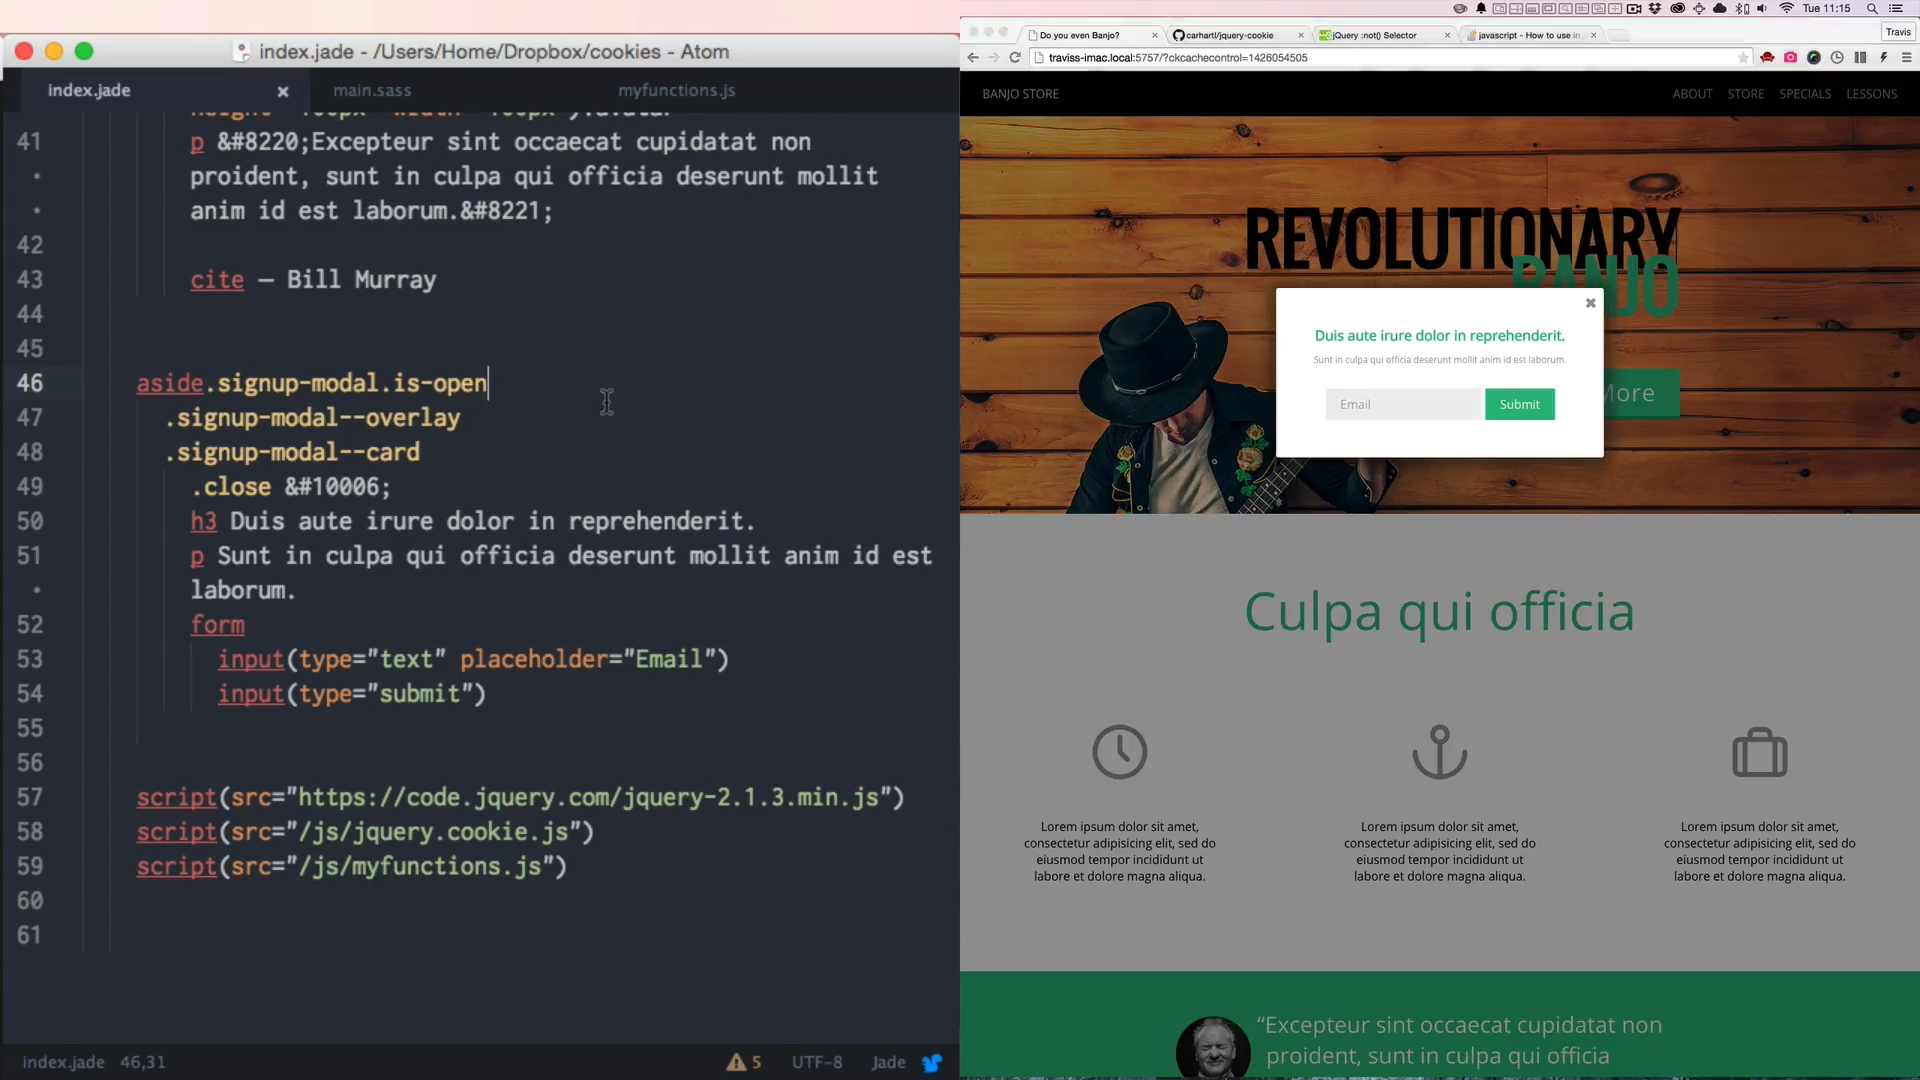 index.jade - /Users/Home/Dropbox/cookies - Atom
index.jade
main.sass
myfunctions.js
41 p &#8220;Excepteur sint occaecat cupidatat non
proident, sunt in culpa qui officia deserunt mollit
anim id est laborum.&#8221;
42
43 cite — Bill Murray
44
45
46 aside.signup-modal.is-open
47 .signup-modal--overlay
48 .signup-modal--card
49 .close &#10006;
50 h3 Duis aute irure dolor in reprehenderit.
51 p Sunt in culpa qui officia deserunt mollit anim id est
laborum.
52 form
53 input(type="text" placeholder="Email")
54 input(type="submit")
55
56
57 script(src="https://code.jquery.com/jquery-2.1.3.min.js")
58 script(src="/js/jquery.cookie.js")
59 script(src="/js/myfunctions.js")
60
61
index.jade 46,31
5 UTF-8 Jade
Tue 11:15
Do you even Banjo?
carhartl/jquery-cookie
jQuery :not() Selector
javascript - How to use in
Travis
traviss-imac.local:5757/?ckcachecontrol=1426054505
BANJO STORE
ABOUT STORE SPECIALS LESSONS
REVOLUTIONARY
BANJO
More
Duis aute irure dolor in reprehenderit.
Sunt in culpa qui officia deserunt mollit anim id est laborum.
Email
Submit
Culpa qui officia
Lorem ipsum dolor sit amet,
consectetur adipisicing elit, sed do
eiusmod tempor incididunt ut
labore et dolore magna aliqua.
Lorem ipsum dolor sit amet,
consectetur adipisicing elit, sed do
eiusmod tempor incididunt ut
labore et dolore magna aliqua.
Lorem ipsum dolor sit amet,
consectetur adipisicing elit, sed do
eiusmod tempor incididunt ut
labore et dolore magna aliqua.
“Excepteur sint occaecat cupidatat non
proident, sunt in culpa qui officia